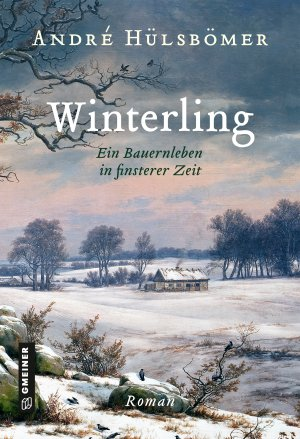 ANDRÉ HÜLSBÖMER
Winterling
Ein Bauernleben
in finsterer Zeit
GMEINER
Roman